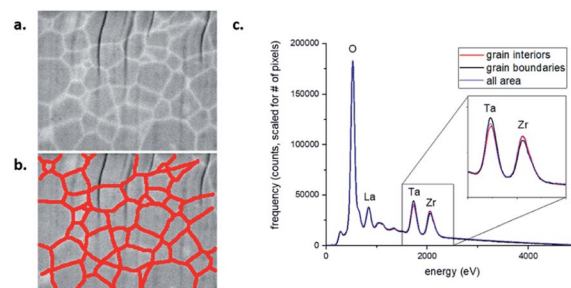 a.
b.
c.
frequency (counts, scaled for # of pixels)
200000
150000
100000
50000
0
0
2000
4000
energy (eV)
O
La
Ta
Zr
grain interiors
grain boundaries
all area
Ta
Zr